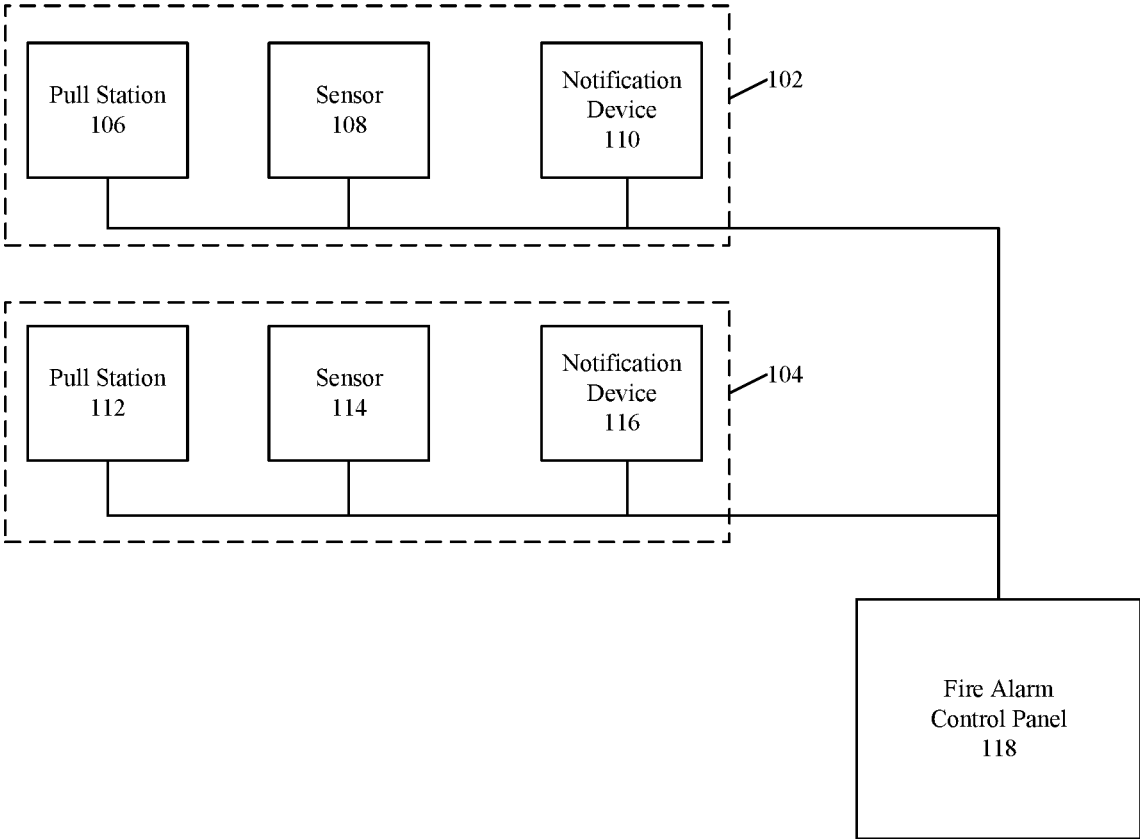 Pull Station
106
Sensor
108
Notification
Device
110
102
Pull Station
112
Sensor
114
Notification
Device
116
104
Fire Alarm
Control Panel
118